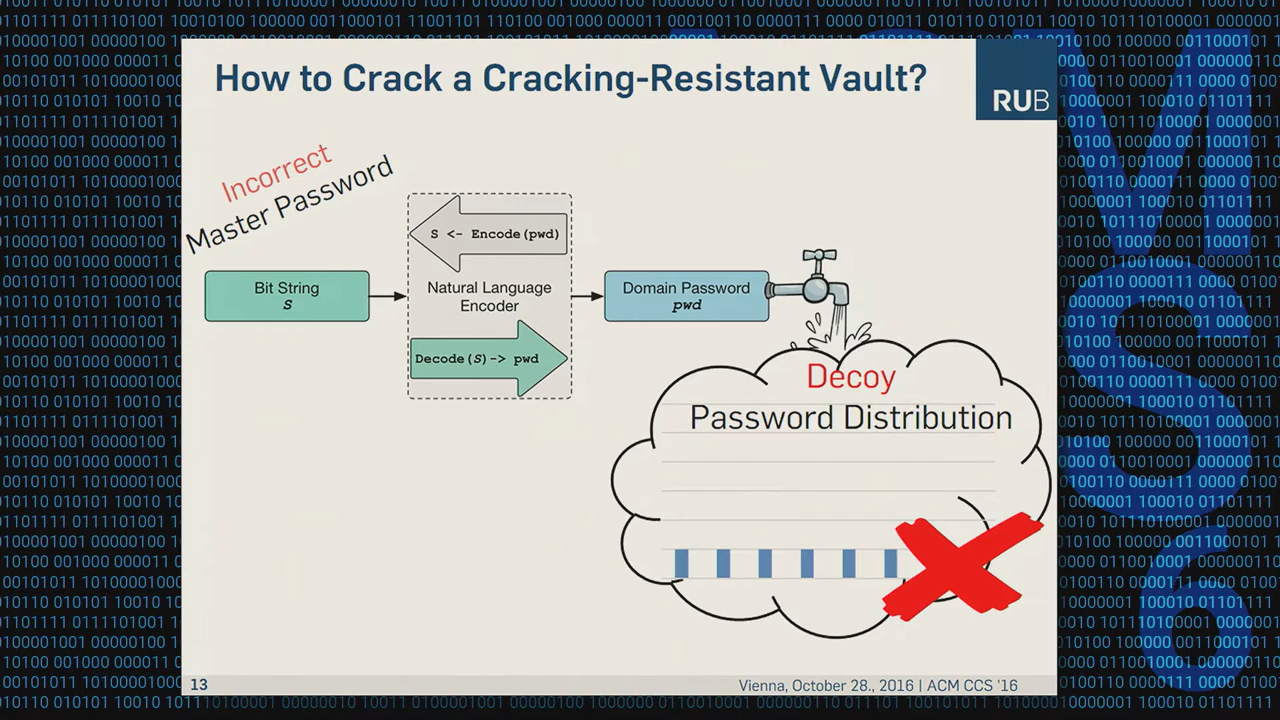 How to Crack a Cracking-Resistant Vault?
RUB
Incorrect
Master Password
S <- Encode(pwd)
Bit String
S
Natural Language
Encoder
Domain Password
pwd
Decode(S)-> pwd
Decoy
Password Distribution
13
Vienna, October 28., 2016 | ACM CCS '16